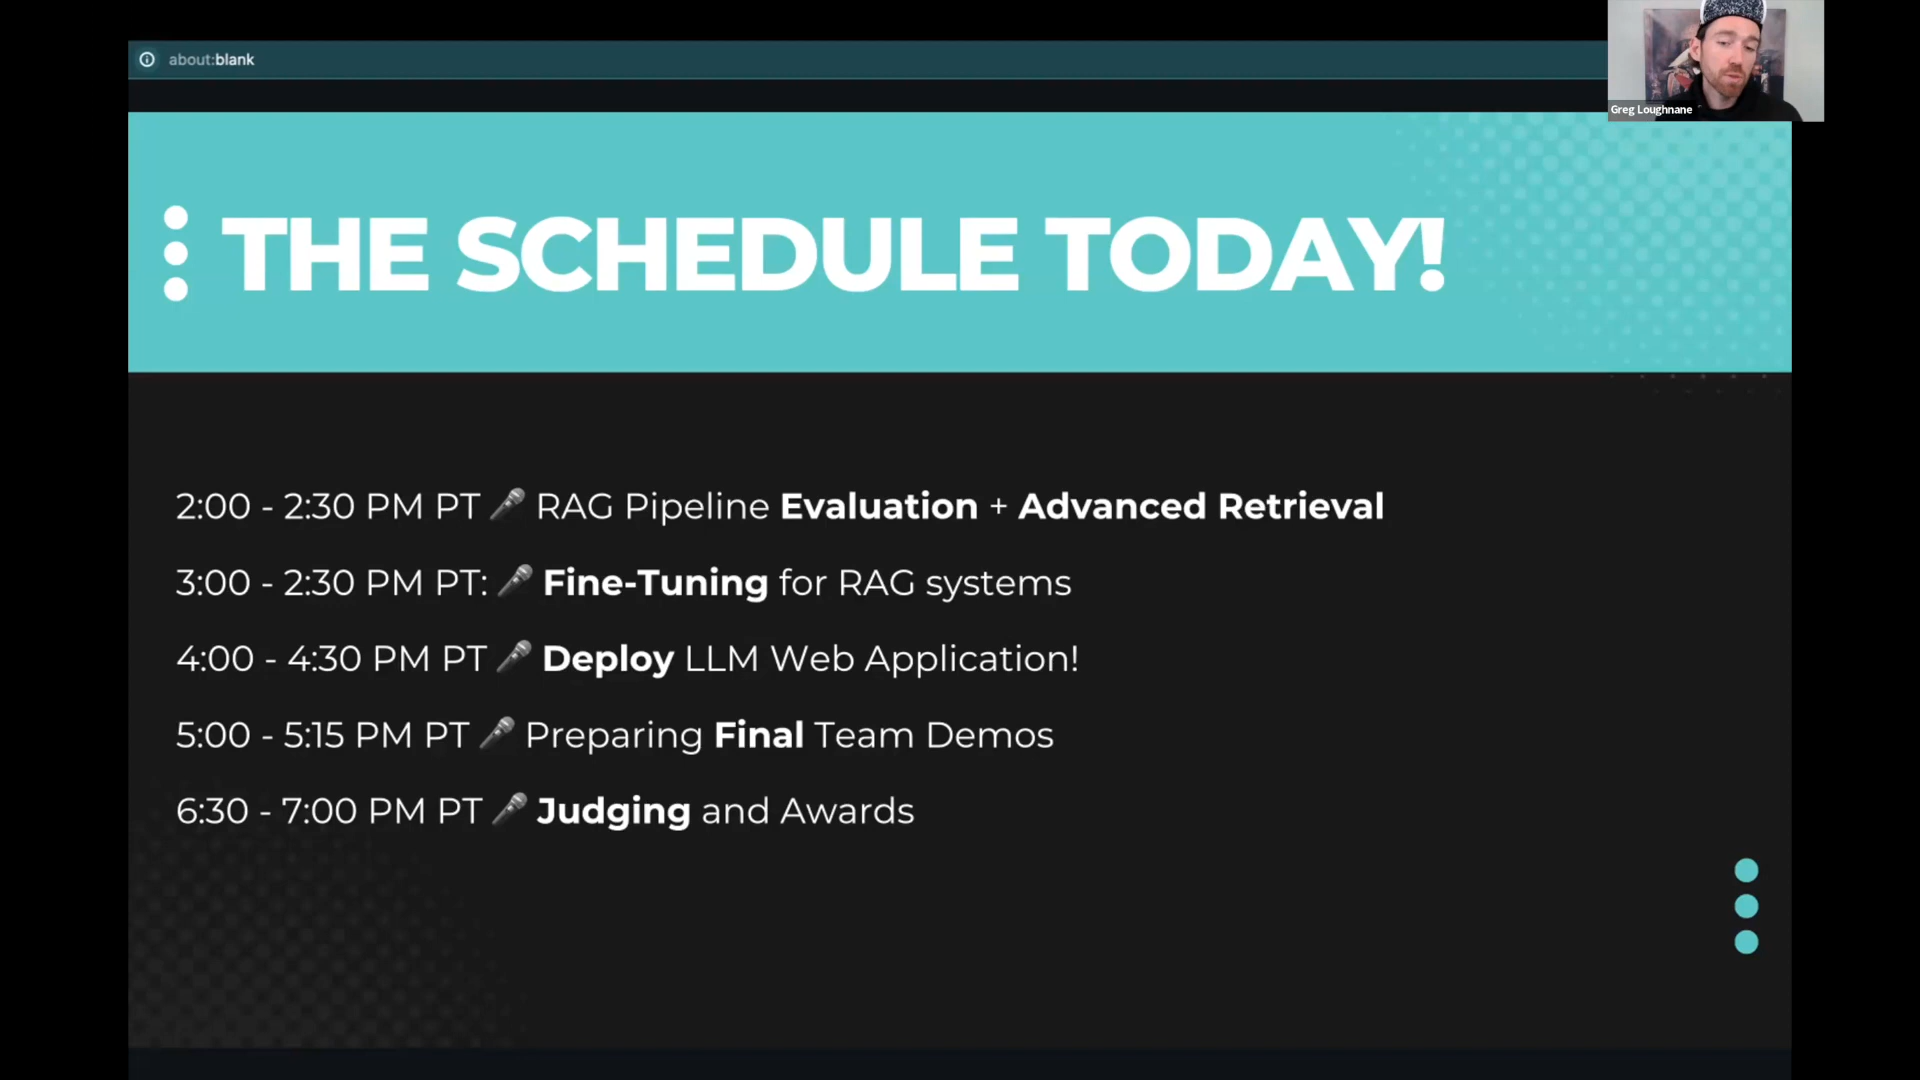 about:blank
Greg Loughnane
THE SCHEDULE TODAY!
2:00 - 2:30 PM PT 🎤 RAG Pipeline Evaluation + Advanced Retrieval
3:00 - 2:30 PM PT: 🎤 Fine-Tuning for RAG systems
4:00 - 4:30 PM PT 🎤 Deploy LLM Web Application!
5:00 - 5:15 PM PT 🎤 Preparing Final Team Demos
6:30 - 7:00 PM PT 🎤 Judging and Awards